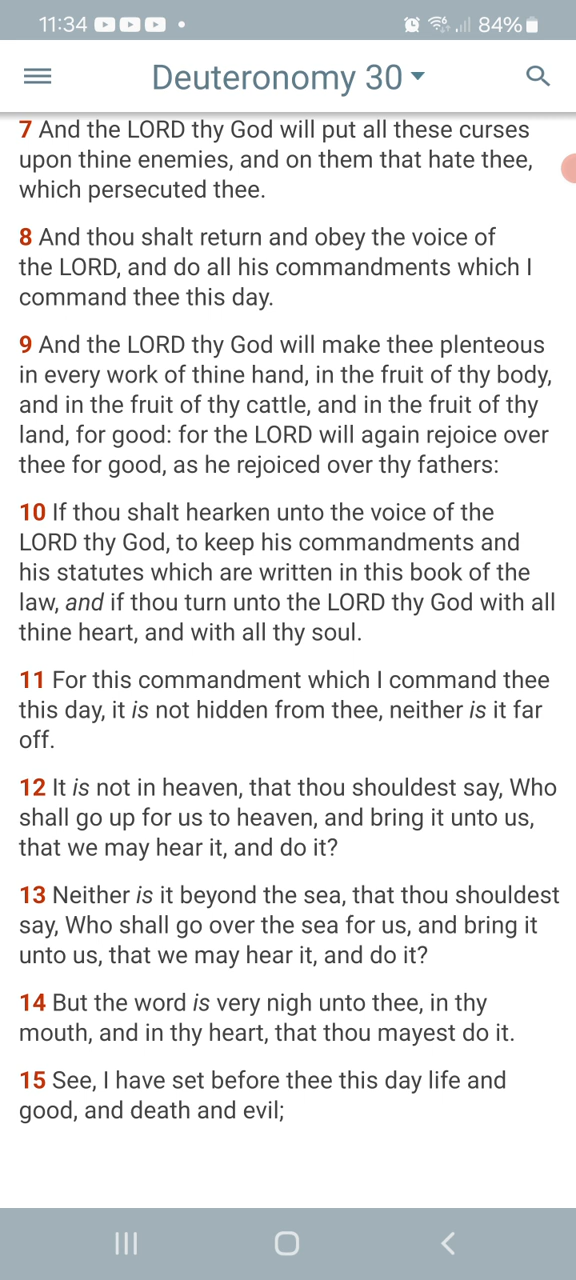 11:34
84%
Deuteronomy 30
7 And the LORD thy God will put all these curses
upon thine enemies, and on them that hate thee,
which persecuted thee.
8 And thou shalt return and obey the voice of
the LORD, and do all his commandments which I
command thee this day.
9 And the LORD thy God will make thee plenteous
in every work of thine hand, in the fruit of thy body,
and in the fruit of thy cattle, and in the fruit of thy
land, for good: for the LORD will again rejoice over
thee for good, as he rejoiced over thy fathers:
10 If thou shalt hearken unto the voice of the
LORD thy God, to keep his commandments and
his statutes which are written in this book of the
law, and if thou turn unto the LORD thy God with all
thine heart, and with all thy soul.
11 For this commandment which I command thee
this day, it is not hidden from thee, neither is it far
off.
12 It is not in heaven, that thou shouldest say, Who
shall go up for us to heaven, and bring it unto us,
that we may hear it, and do it?
13 Neither is it beyond the sea, that thou shouldest
say, Who shall go over the sea for us, and bring it
unto us, that we may hear it, and do it?
14 But the word is very nigh unto thee, in thy
mouth, and in thy heart, that thou mayest do it.
15 See, I have set before thee this day life and
good, and death and evil;